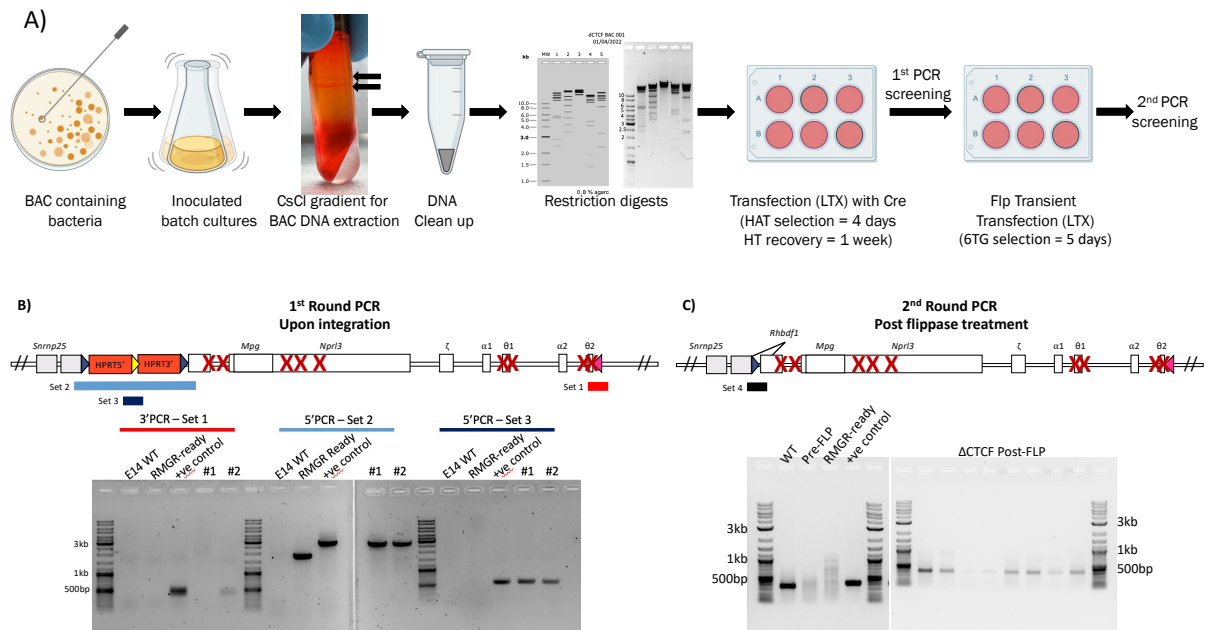 A)
dCTCF BAC 001
01/04/2022
kb
MW 1 2 3 4 5
10.0
8.0
6.0
5.0
4.0
3.0
2.0
1.5
1.0
0.8 % agarc
10
8
6
5
4
3
2.5
2
1 2 3
A
B
1st PCR
screening
1 2 3
A
B
2nd PCR
screening
BAC containing
bacteria
Inoculated
batch cultures
CsCl gradient for
BAC DNA extraction
DNA
Clean up
Restriction digests
Transfection (LTX) with Cre
(HAT selection = 4 days
HT recovery = 1 week)
Flp Transient
Transfection (LTX)
(6TG selection = 5 days)
B)
1st Round PCR
Upon integration
Snrnp25
HPRT5’
HPRT3’
Mpg
Nprl3
ζ
α1
θ1
α2
θ2
Set 2
Set 3
Set 1
3’PCR – Set 1
5’PCR – Set 2
5’PCR – Set 3
E14 WT
RMGR-ready
+ve control
#1
#2
E14 WT
RMGR Ready
+ve control
#1
#2
E14 WT
RMGR-ready
+ve control
#1
#2
3kb
1kb
500bp
C)
2nd Round PCR
Post flippase treatment
Snrnp25
Rhbdf1
Mpg
Nprl3
ζ
α1
θ1
α2
θ2
Set 4
WT
Pre-FLP
RMGR-ready
+ve control
ΔCTCF Post-FLP
3kb
1kb
500bp
3kb
1kb
500bp